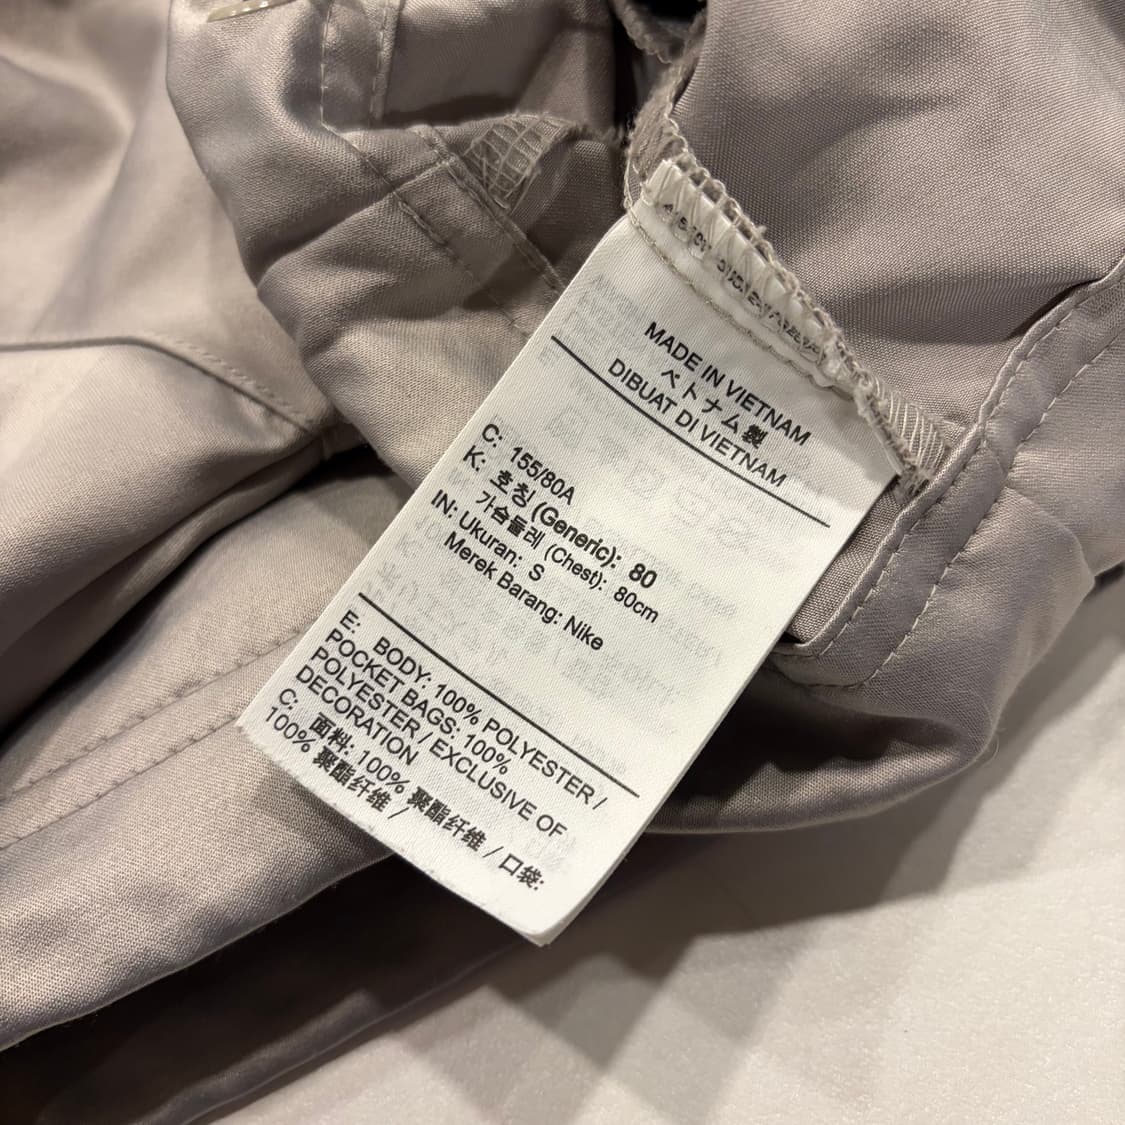 MADE IN VIETNAM
ベトナム製
DIBUAT DI VIETNAM
C: 155/80A
K: 호칭 (Generic): 80
가슴둘레 (Chest): 80cm
IN: Ukuran: S
Merek Barang: Nike
E: BODY: 100% POLYESTER /
POCKET BAGS: 100%
POLYESTER / EXCLUSIVE OF
DECORATION
C: 面料: 100% 聚酯纤维 / 口袋:
100% 聚酯纤维 /